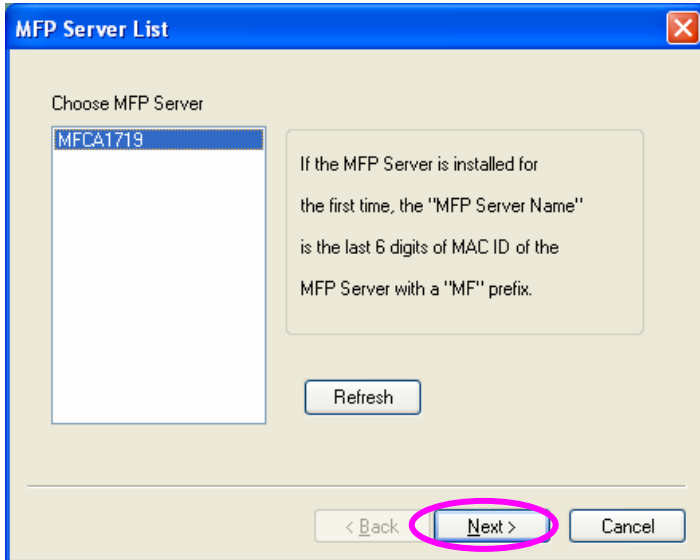 MFP Server List
Choose MFP Server
MFCA1719
If the MFP Server is installed for
the first time, the "MFP Server Name"
is the last 6 digits of MAC ID of the
MFP Server with a "MF" prefix.
Refresh
< Back
Next >
Cancel